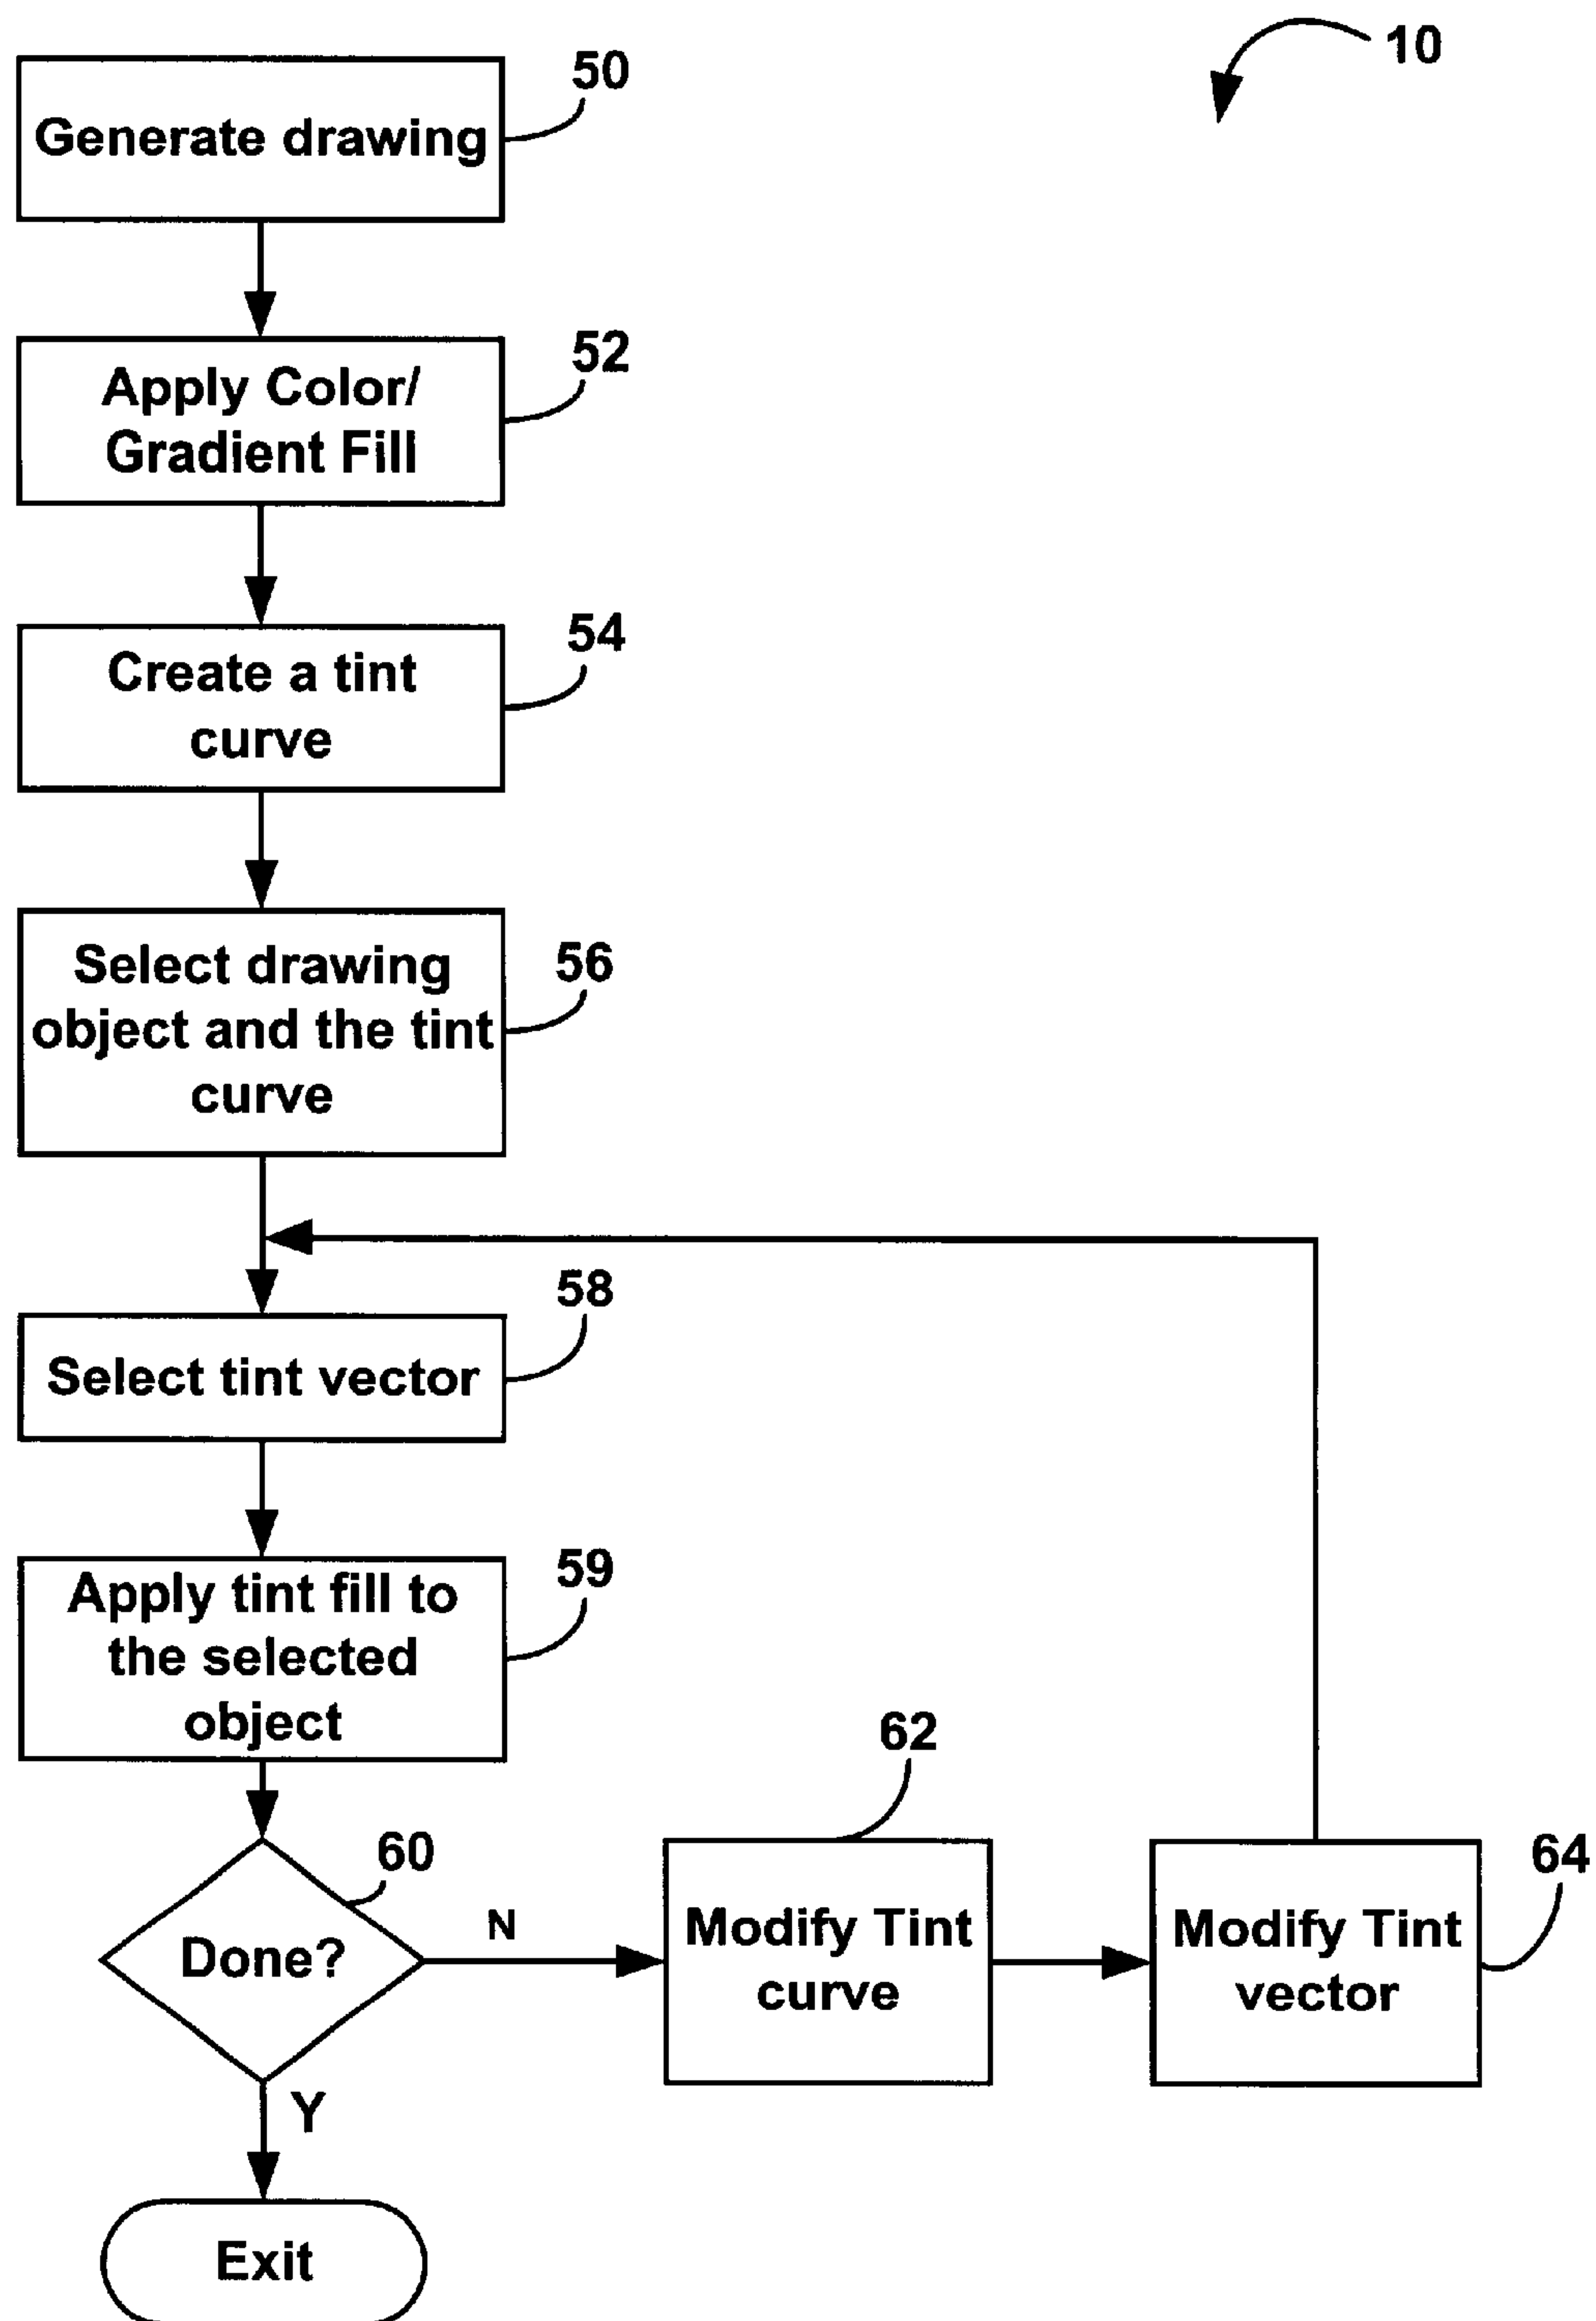 10
50
Generate drawing
52
Apply Color/
Gradient Fill
54
Create a tint
curve
56
Select drawing
object and the tint
curve
58
Select tint vector
59
Apply tint fill to
the selected
object
60
Done?
N
62
Modify Tint
curve
64
Modify Tint
vector
Y
Exit